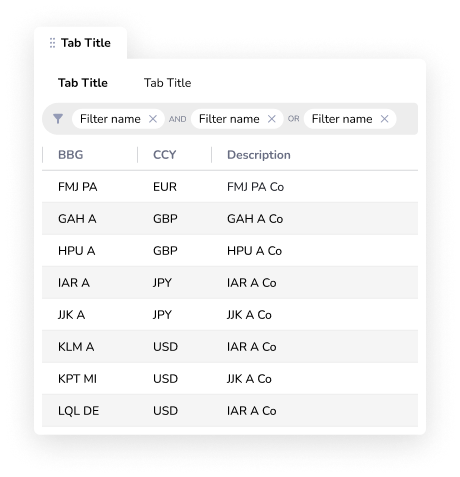 Tab Title
Tab Title Tab Title
Filter name AND Filter name OR Filter name
BBG CCY Description
FMJ PA EUR FMJ PA Co
GAH A GBP GAH A Co
HPU A GBP HPU A Co
IAR A JPY IAR A Co
JJK A JPY JJK A Co
KLM A USD IAR A Co
KPT MI USD JJK A Co
LQL DE USD IAR A Co